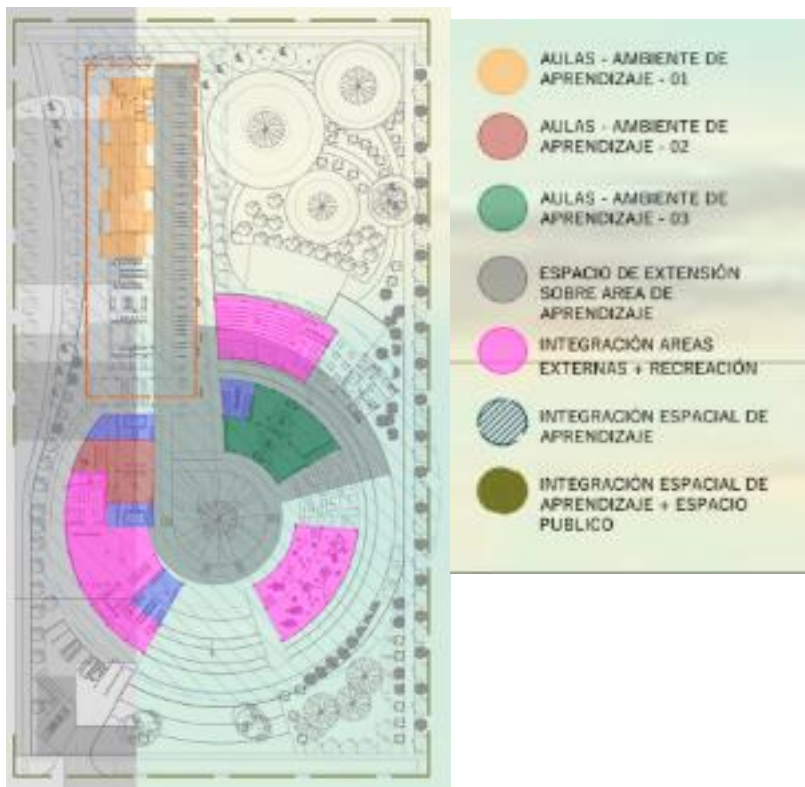 AULAS - AMBIENTE DE
APRENDIZAJE - 01
AULAS - AMBIENTE DE
APRENDIZAJE - 02
AULAS - AMBIENTE DE
APRENDIZAJE - 03
ESPACIO DE EXTENSIÓN
SOBRE AREA DE
APRENDIZAJE
INTEGRACIÓN AREAS
EXTERNAS + RECREACIÓN
INTEGRACIÓN ESPACIAL DE
APRENDIZAJE
INTEGRACIÓN ESPACIAL DE
APRENDIZAJE + ESPACIO
PUBLICO